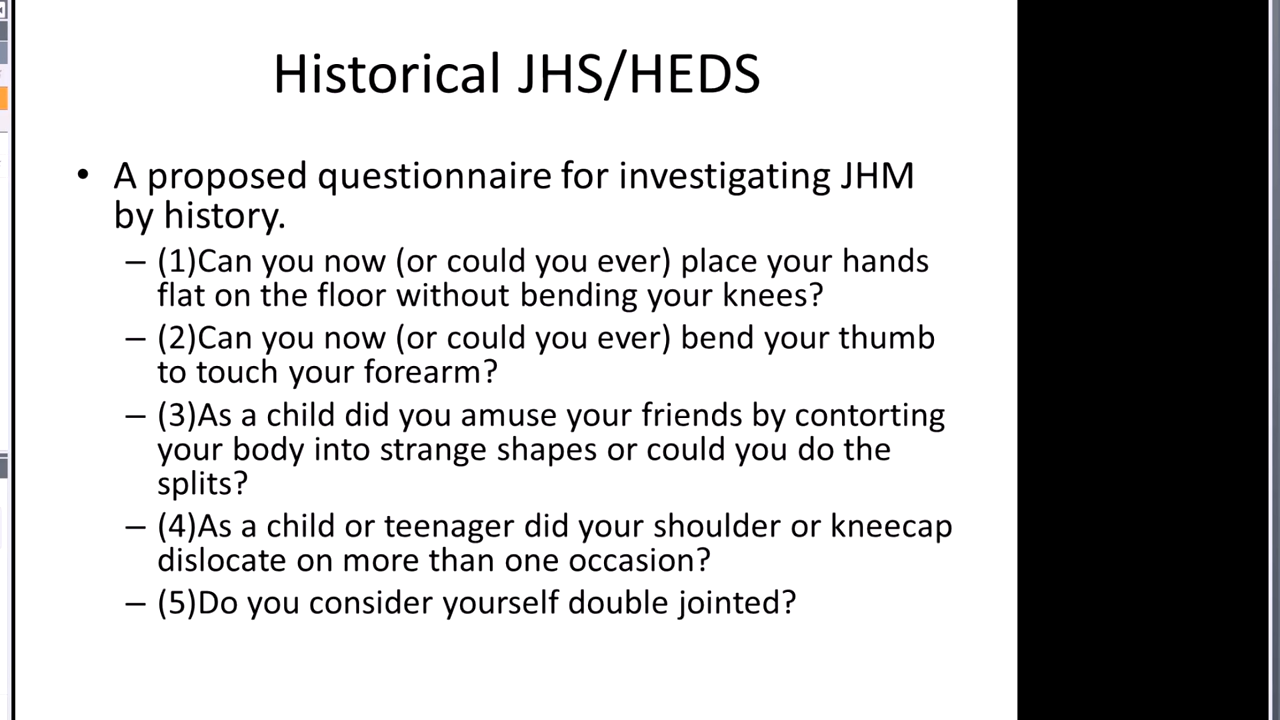 Historical JHS/HEDS
• A proposed questionnaire for investigating JHM
by history.
– (1)Can you now (or could you ever) place your hands
flat on the floor without bending your knees?
– (2)Can you now (or could you ever) bend your thumb
to touch your forearm?
– (3)As a child did you amuse your friends by contorting
your body into strange shapes or could you do the
splits?
– (4)As a child or teenager did your shoulder or kneecap
dislocate on more than one occasion?
– (5)Do you consider yourself double jointed?